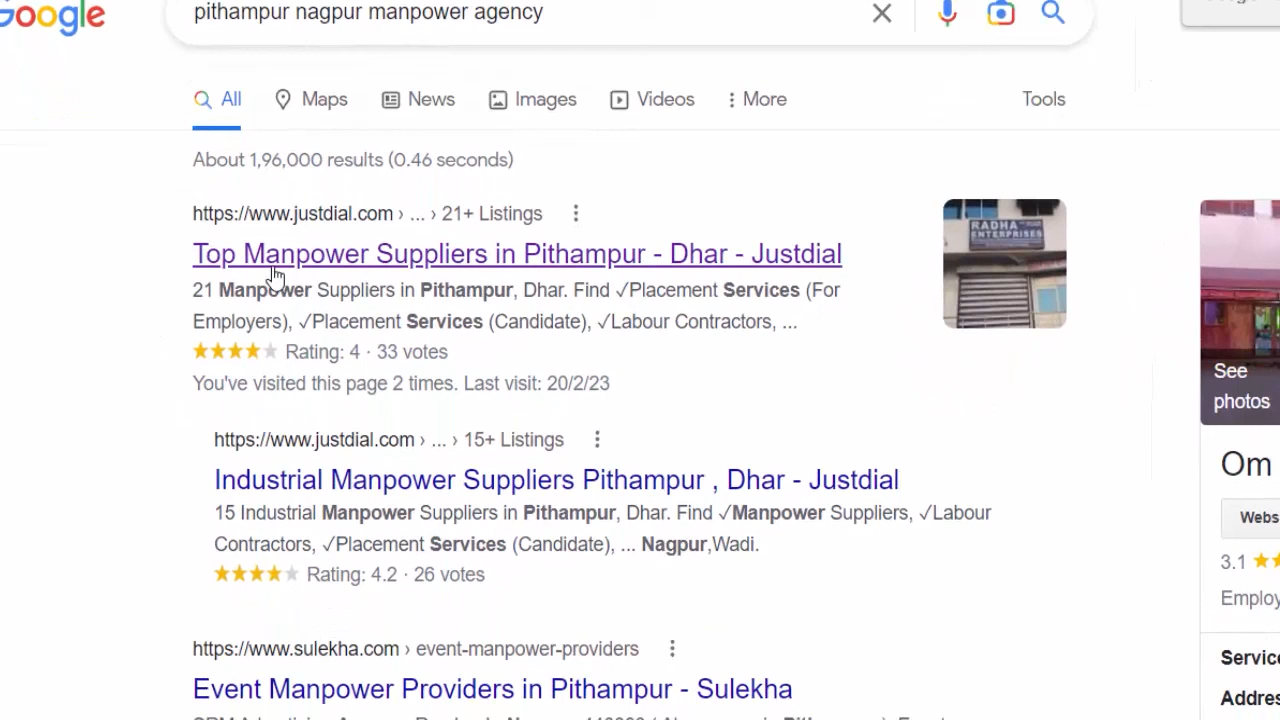 Google
pithampur nagpur manpower agency
All Maps News Images Videos More Tools
About 1,96,000 results (0.46 seconds)
https://www.justdial.com › ... › 21+ Listings
Top Manpower Suppliers in Pithampur - Dhar - Justdial
21 Manpower Suppliers in Pithampur, Dhar. Find ✓Placement Services (For
Employers), ✓Placement Services (Candidate), ✓Labour Contractors, ...
Rating: 4 · 33 votes
You've visited this page 2 times. Last visit: 20/2/23
RADHA
ENTERPRISES
https://www.justdial.com › ... › 15+ Listings
Industrial Manpower Suppliers Pithampur , Dhar - Justdial
15 Industrial Manpower Suppliers in Pithampur, Dhar. Find ✓Manpower Suppliers, ✓Labour
Contractors, ✓Placement Services (Candidate), ... Nagpur,Wadi.
Rating: 4.2 · 26 votes
https://www.sulekha.com › event-manpower-providers
Event Manpower Providers in Pithampur - Sulekha
See
photos
Om
Webs
3.1
Employ
Service
Addres